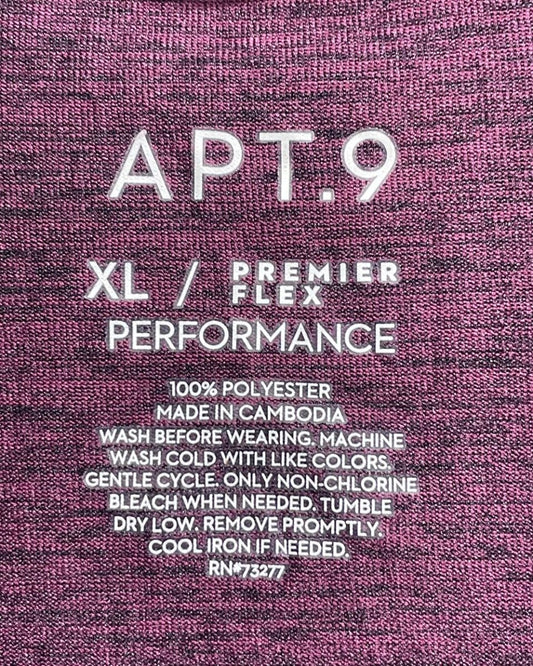 APT.9
XL / PREMIER FLEX
PERFORMANCE
100% POLYESTER
MADE IN CAMBODIA
WASH BEFORE WEARING. MACHINE
WASH COLD WITH LIKE COLORS.
GENTLE CYCLE. ONLY NON-CHLORINE
BLEACH WHEN NEEDED. TUMBLE
DRY LOW. REMOVE PROMPTLY.
COOL IRON IF NEEDED.
RN#73277